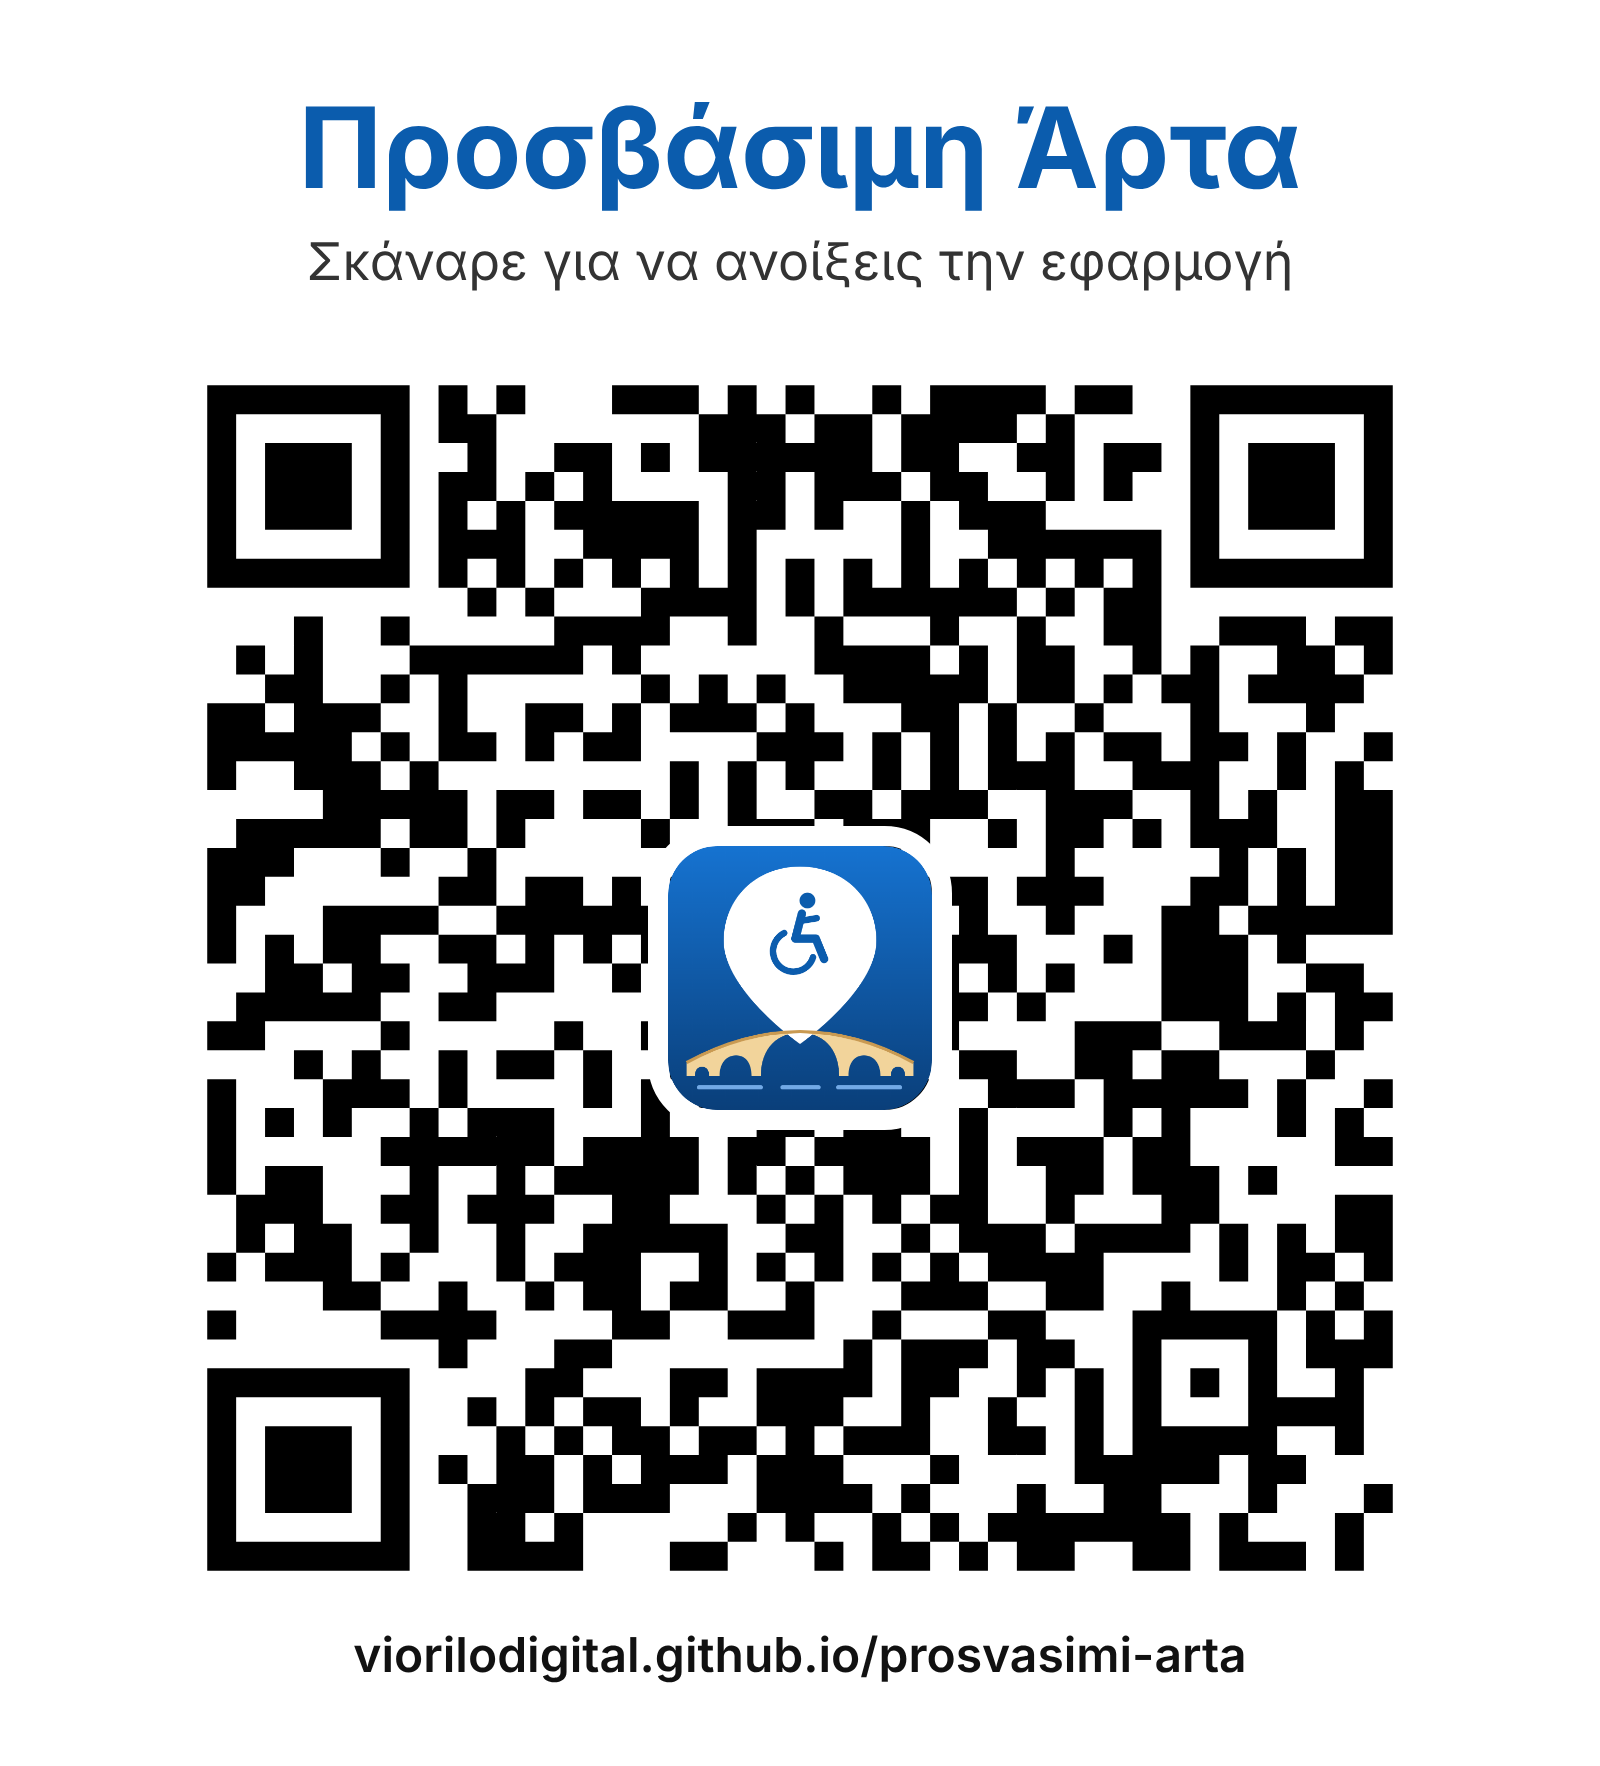 Προσβάσιμη Άρτα
Σκάναρε για να ανοίξεις την εφαρμογή
viorilodigital.github.io/prosvasimi-arta